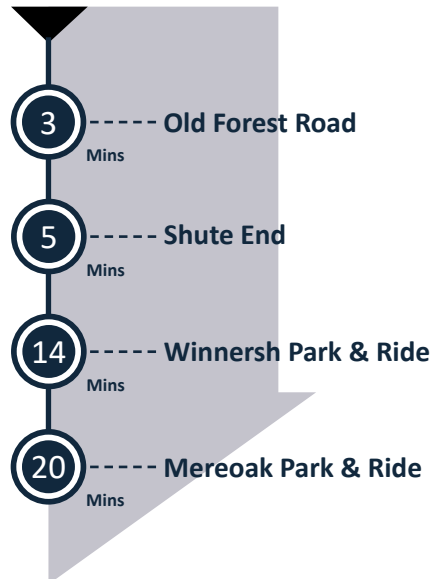 3 Old Forest Road
Mins
5 Shute End
Mins
14 Winnersh Park & Ride
Mins
20 Mereoak Park & Ride
Mins